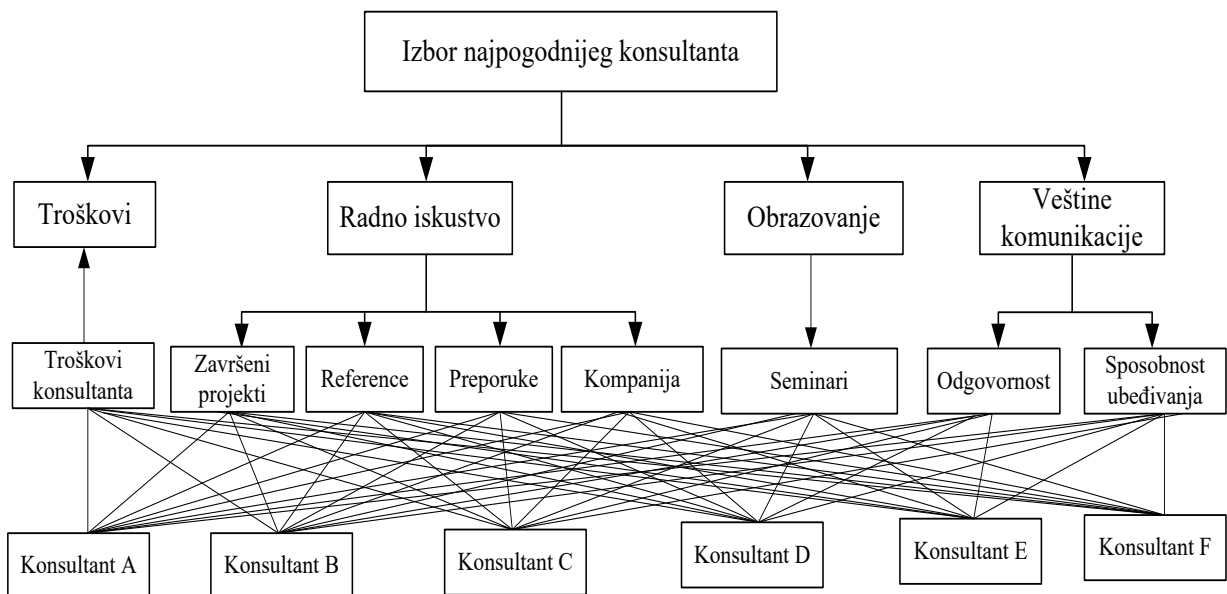 Izbor najpogodnijeg konsultanta
Troškovi
Radno iskustvo
Obrazovanje
Veštine
komunikacije
Troškovi
konsultanta
Završeni
projekti
Reference
Preporuke
Kompanija
Seminari
Odgovornost
Sposobnost
ubeđivanja
Konsultant A
Konsultant B
Konsultant C
Konsultant D
Konsultant E
Konsultant F